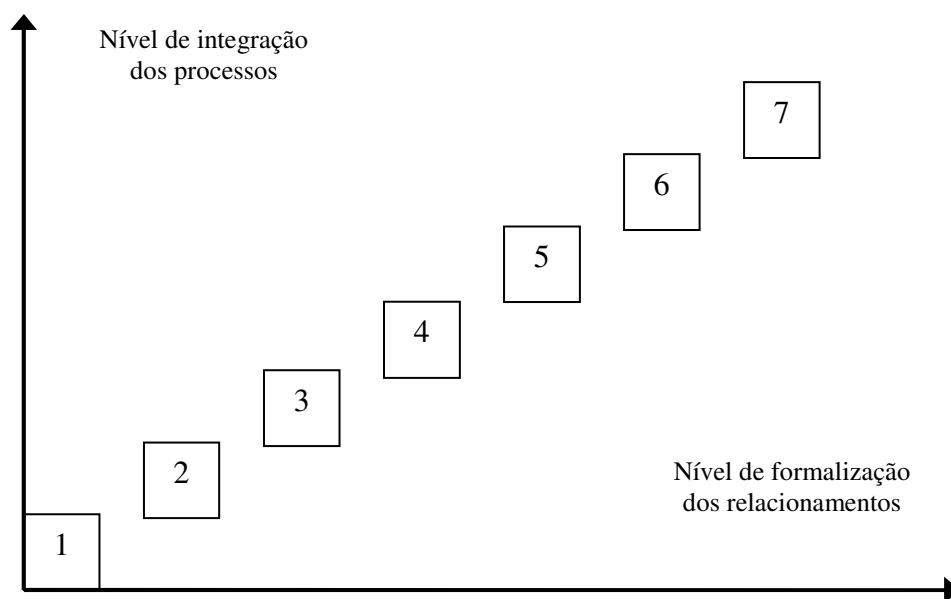 Nível de integração
dos processos
7
6
5
4
3
2
Nível de formalização
dos relacionamentos
1